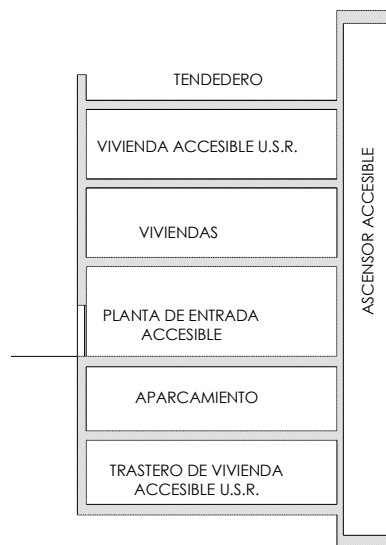 TENDEDERO
VIVIENDA ACCESIBLE U.S.R.
VIVIENDAS
PLANTA DE ENTRADA
ACCESIBLE
APARCAMIENTO
TRASTERO DE VIVIENDA
ACCESIBLE U.S.R.
ASCENSOR ACCESIBLE